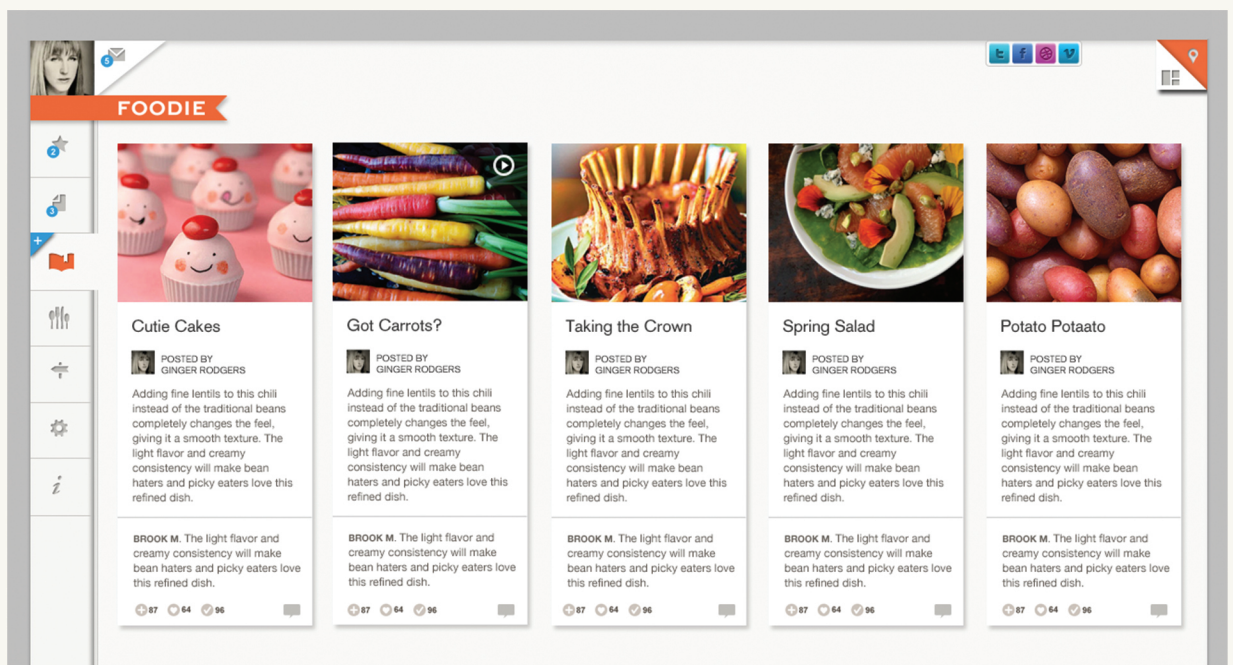 5
FOODIE
2
3
+
Cutie Cakes
POSTED BY
GINGER RODGERS
Adding fine lentils to this chili
instead of the traditional beans
completely changes the feel,
giving it a smooth texture. The
light flavor and creamy
consistency will make bean
haters and picky eaters love this
refined dish.
BROOK M. The light flavor and
creamy consistency will make
bean haters and picky eaters love
this refined dish.
87 64 96
Got Carrots?
POSTED BY
GINGER RODGERS
Adding fine lentils to this chili
instead of the traditional beans
completely changes the feel,
giving it a smooth texture. The
light flavor and creamy
consistency will make bean
haters and picky eaters love this
refined dish.
BROOK M. The light flavor and
creamy consistency will make
bean haters and picky eaters love
this refined dish.
87 64 96
Taking the Crown
POSTED BY
GINGER RODGERS
Adding fine lentils to this chili
instead of the traditional beans
completely changes the feel,
giving it a smooth texture. The
light flavor and creamy
consistency will make bean
haters and picky eaters love this
refined dish.
BROOK M. The light flavor and
creamy consistency will make
bean haters and picky eaters love
this refined dish.
87 64 96
Spring Salad
POSTED BY
GINGER RODGERS
Adding fine lentils to this chili
instead of the traditional beans
completely changes the feel,
giving it a smooth texture. The
light flavor and creamy
consistency will make bean
haters and picky eaters love this
refined dish.
BROOK M. The light flavor and
creamy consistency will make
bean haters and picky eaters love
this refined dish.
87 64 96
Potato Potaato
POSTED BY
GINGER RODGERS
Adding fine lentils to this chili
instead of the traditional beans
completely changes the feel,
giving it a smooth texture. The
light flavor and creamy
consistency will make bean
haters and picky eaters love this
refined dish.
BROOK M. The light flavor and
creamy consistency will make
bean haters and picky eaters love
this refined dish.
87 64 96